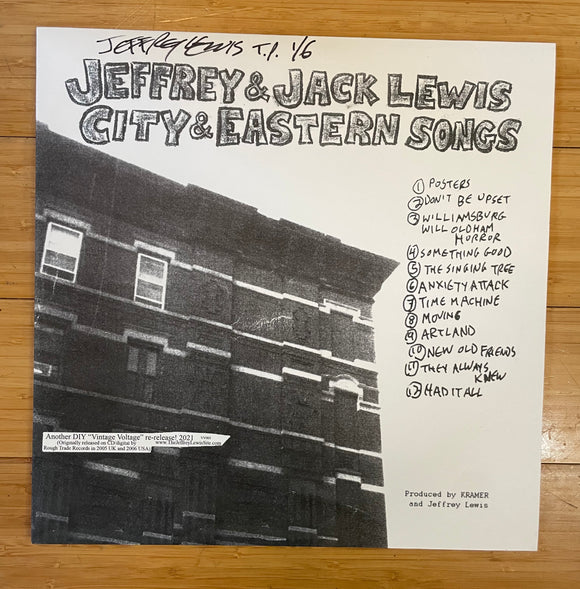 JEFFREY LEWIS T.P. 1/6
JEFFREY & JACK LEWIS
CITY & EASTERN SONGS
1 POSTERS
2 DON'T BE UPSET
3 WILLIAMSBURG
WILL OLDHAM
HORROR
4 SOMETHING GOOD
5 THE SINGING TREE
6 ANXIETY ATTACK
7 TIME MACHINE
8 MOVING
9 ARTLAND
10 NEW OLD FRIENDS
11 THEY ALWAYS
KNEW
12 HAD IT ALL
Another DIY "Vintage Voltage" re-release! 2021
(Originally released on CD/digital by www.TheJeffreyLewisSite.com
Rough Trade Records in 2005 UK and 2006 USA)
Produced by KRAMER
and Jeffrey Lewis